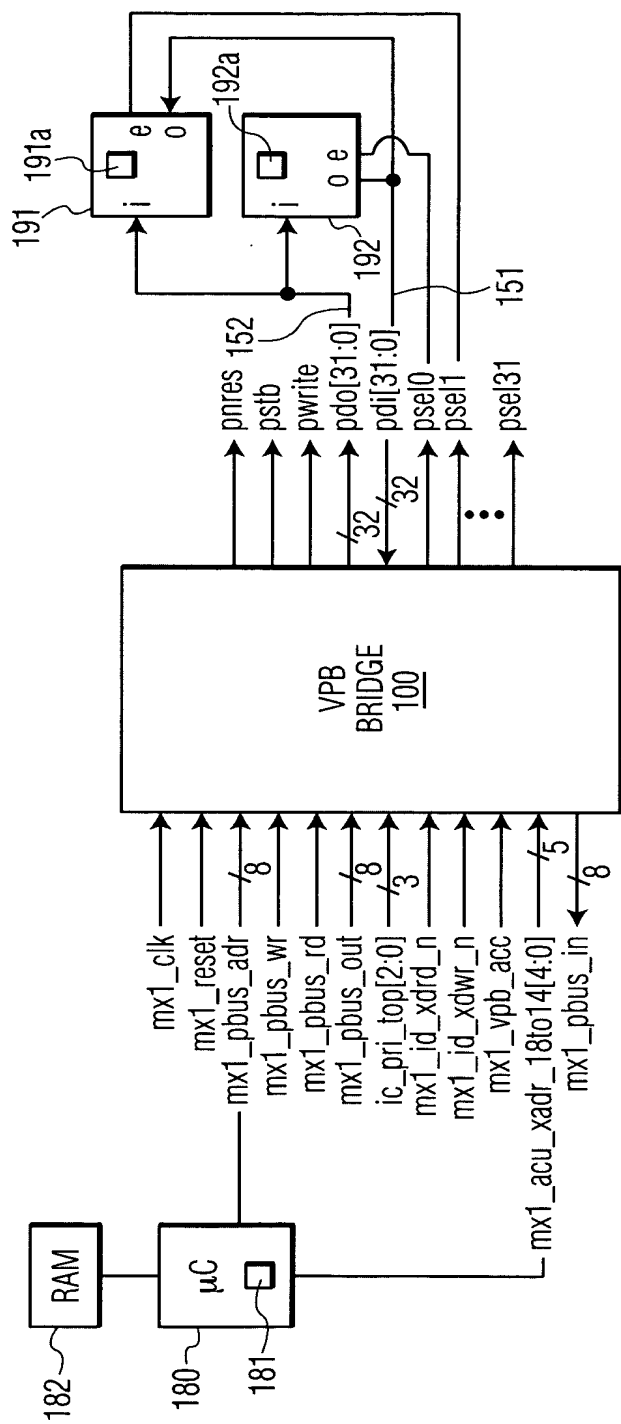 182
RAM
180
μC
181
mx1_clk
mx1_reset
mx1_pbus_adr
8
mx1_pbus_wr
mx1_pbus_rd
mx1_pbus_out
8
ic_pri_top[2:0]
3
mx1_id_xdrd_n
mx1_id_xdwr_n
mx1_vpb_acc
mx1_acu_xadr_18to14[4:0]
5
mx1_pbus_in
8
VPB
BRIDGE
100
pnres
pstb
pwrite
pdo[31:0]
32
pdi[31:0]
32
psel0
psel1
psel31
152
151
191
191a
i
e
o
192
192a
i
o e